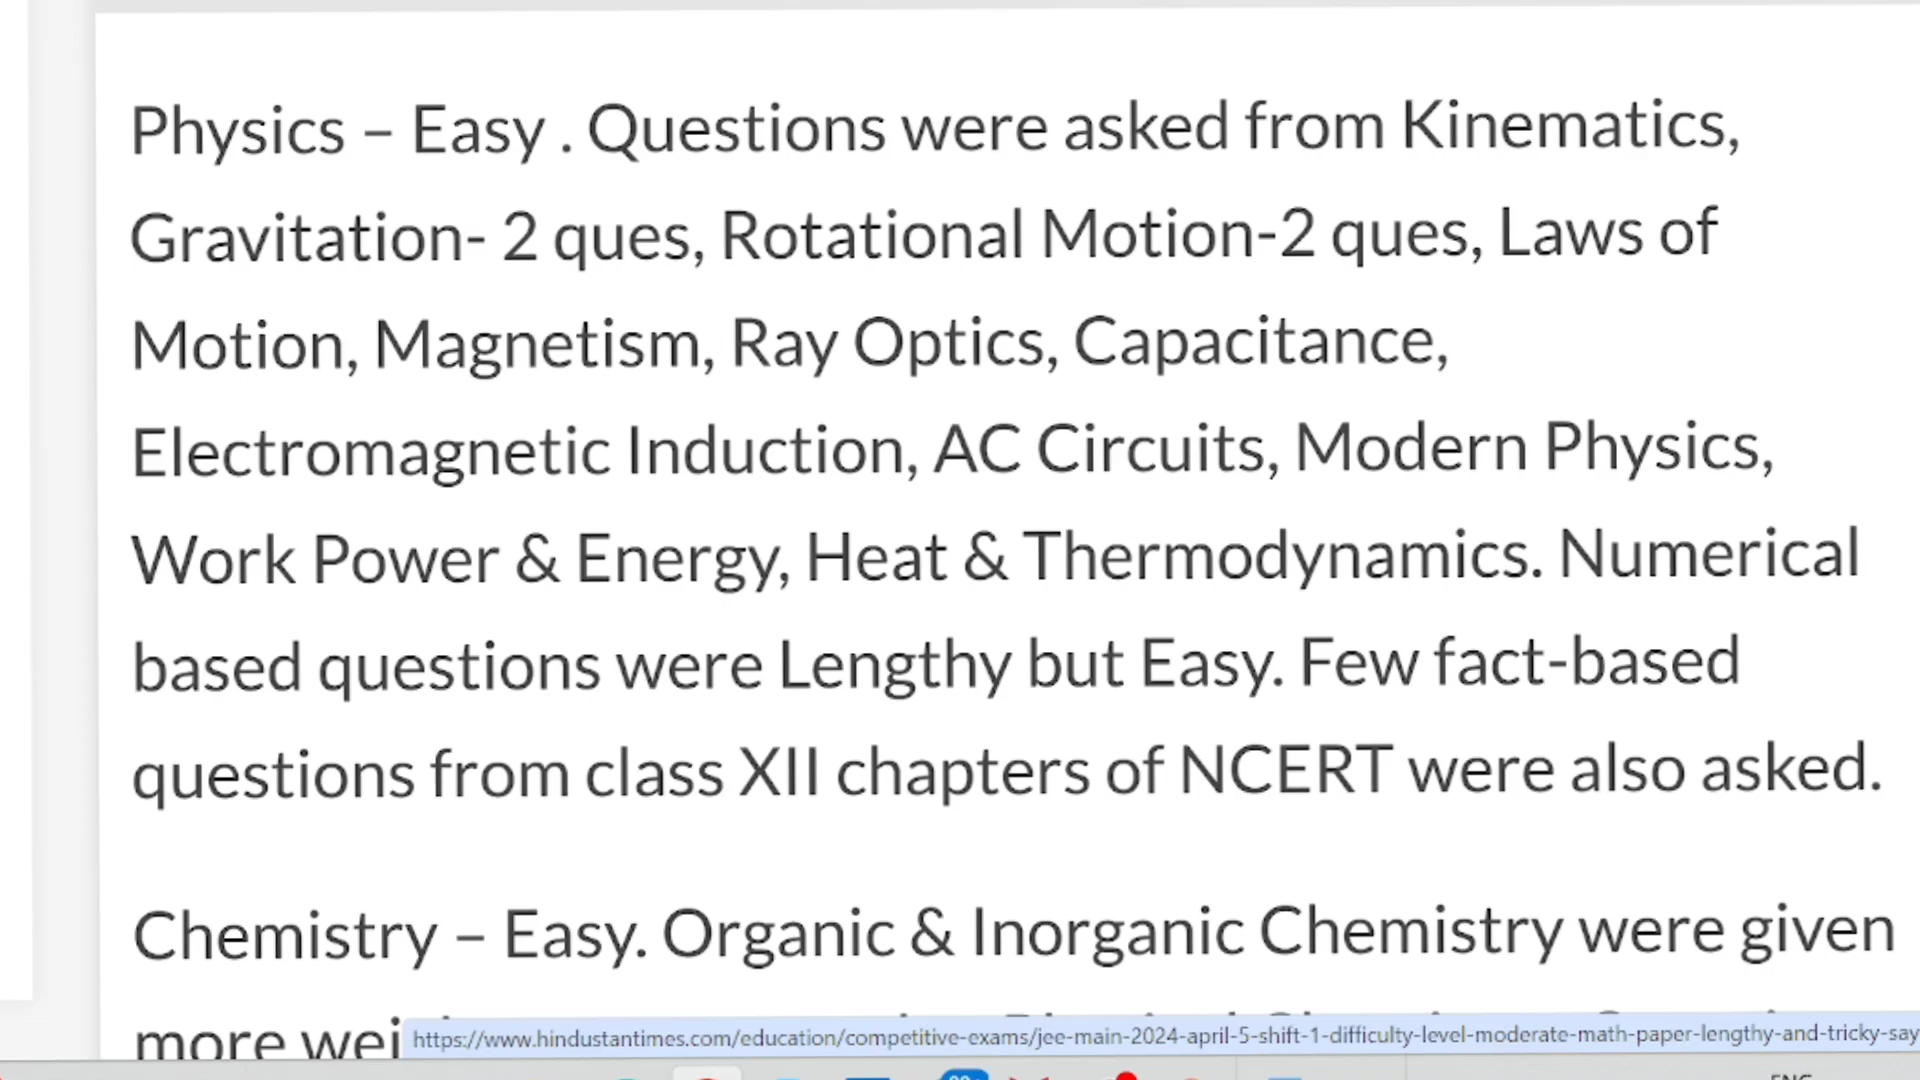 Physics – Easy . Questions were asked from Kinematics,
Gravitation- 2 ques, Rotational Motion-2 ques, Laws of
Motion, Magnetism, Ray Optics, Capacitance,
Electromagnetic Induction, AC Circuits, Modern Physics,
Work Power & Energy, Heat & Thermodynamics. Numerical
based questions were Lengthy but Easy. Few fact-based
questions from class XII chapters of NCERT were also asked.
Chemistry – Easy. Organic & Inorganic Chemistry were given
more
https://www.hindustantimes.com/education/competitive-exams/jee-main-2024-april-5-shift-1-difficulty-level-moderate-math-paper-lengthy-and-tricky-say
ENG